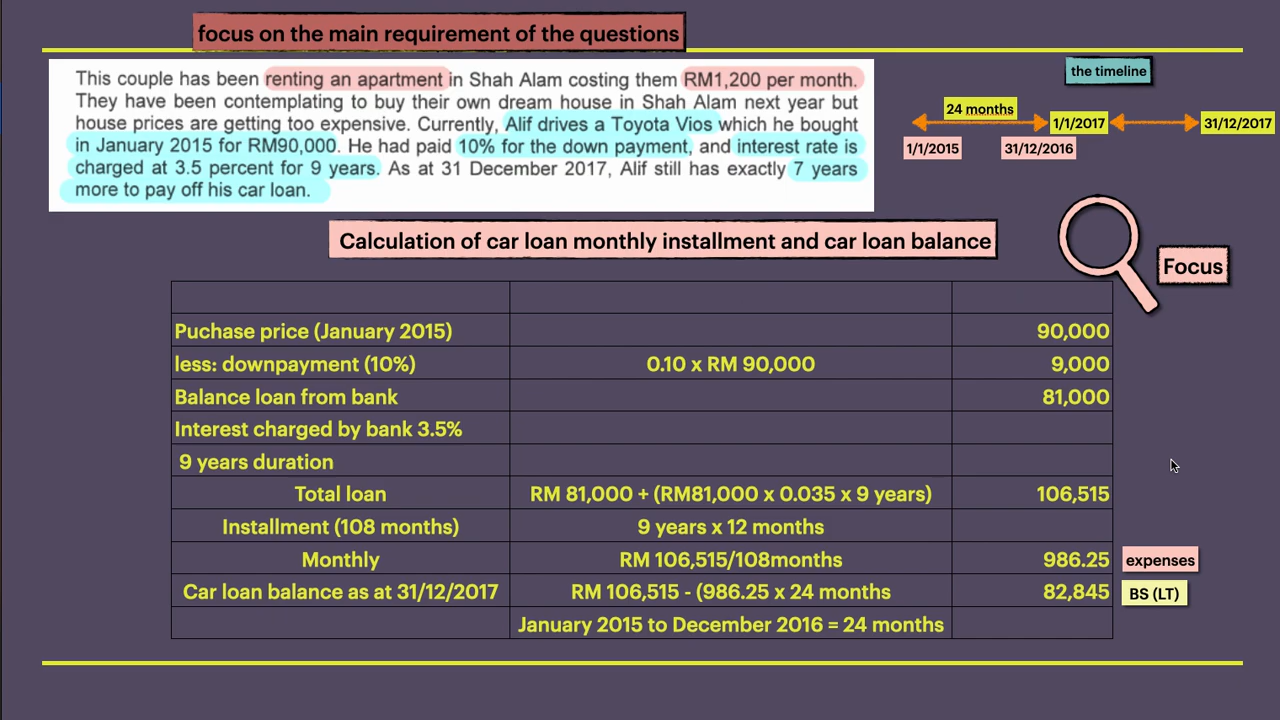 focus on the main requirement of the questions
This couple has been renting an apartment in Shah Alam costing them RM1,200 per month.
They have been contemplating to buy their own dream house in Shah Alam next year but
house prices are getting too expensive. Currently, Alif drives a Toyota Vios which he bought
in January 2015 for RM90,000. He had paid 10% for the down payment, and interest rate is
charged at 3.5 percent for 9 years. As at 31 December 2017, Alif still has exactly 7 years
more to pay off his car loan.
the timeline
24 months
1/1/2017
31/12/2017
1/1/2015
31/12/2016
Calculation of car loan monthly installment and car loan balance
Focus
Puchase price (January 2015) 90,000
less: downpayment (10%) 0.10 x RM 90,000 9,000
Balance loan from bank 81,000
Interest charged by bank 3.5%
9 years duration
Total loan RM 81,000 + (RM81,000 x 0.035 x 9 years) 106,515
Installment (108 months) 9 years x 12 months
Monthly RM 106,515/108months 986.25 expenses
Car loan balance as at 31/12/2017 RM 106,515 - (986.25 x 24 months 82,845 BS (LT)
January 2015 to December 2016 = 24 months